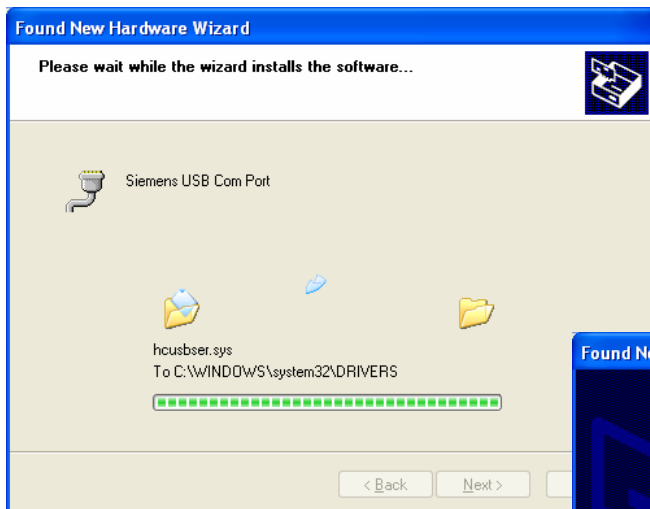 Found New Hardware Wizard
Please wait while the wizard installs the software...
Siemens USB Com Port
hcusbser.sys
To C:\WINDOWS\system32\DRIVERS
Found N
< Back
Next >